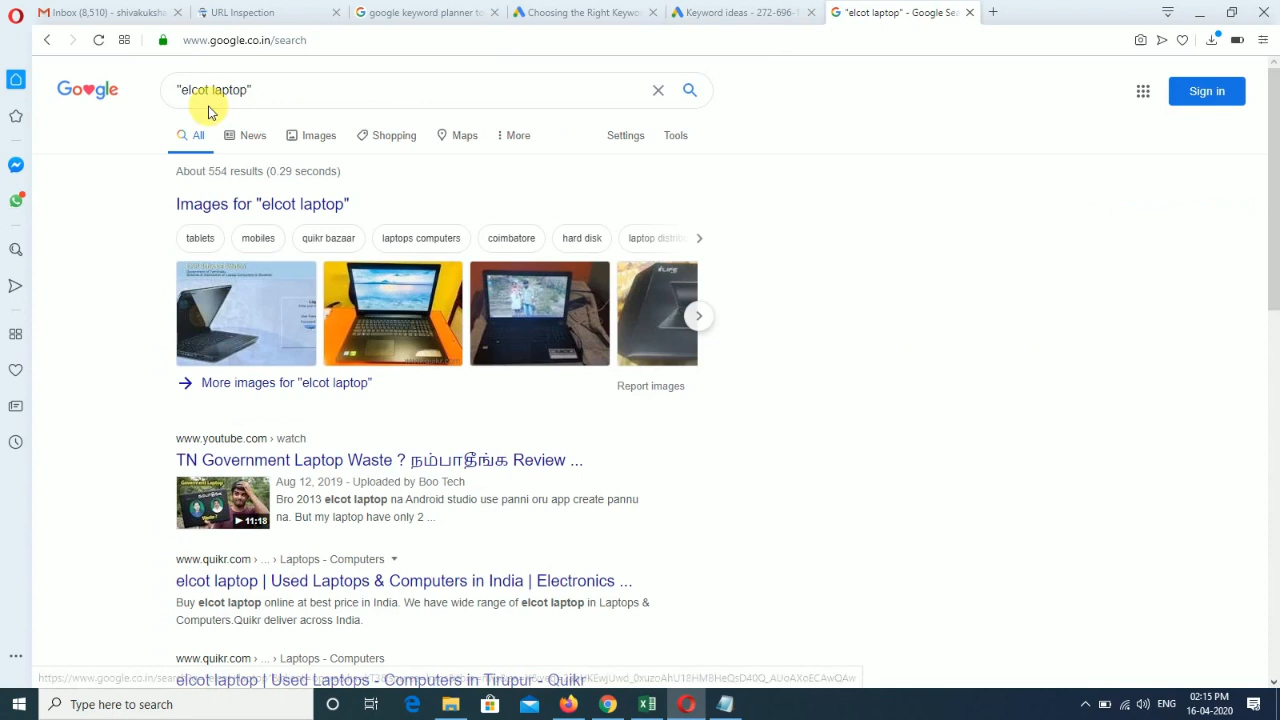 Inbox (8,510) - shivakush
URL Inspection
google keyword planner to
Choosing the Right Keywor
Keyword ideas - 272-696-1
"elcot laptop" - Google Sea
www.google.co.in/search
Google
"elcot laptop"
Sign in
All
News
Images
Shopping
Maps
More
Settings
Tools
About 554 results (0.29 seconds)
Images for "elcot laptop"
tablets
mobiles
quikr bazaar
laptops computers
coimbatore
hard disk
laptop distrib
More images for "elcot laptop"
Report images
www.youtube.com › watch
TN Government Laptop Waste ? நம்பாதீங்க Review ...
Aug 12, 2019 - Uploaded by Boo Tech
Bro 2013 elcot laptop na Android studio use panni oru app create pannu
na. But my laptop have only 2 ...
11:18
www.quikr.com › ... › Laptops - Computers
elcot laptop | Used Laptops & Computers in India | Electronics ...
Buy elcot laptop online at best price in India. We have wide range of elcot laptop in Laptops &
Computers.Quikr deliver across India.
www.quikr.com › ... › Laptops - Computers
elcot laptop | Used Laptops - Computers in Tirupur - Quikr
Type here to search
ENG
02:15 PM
16-04-2020